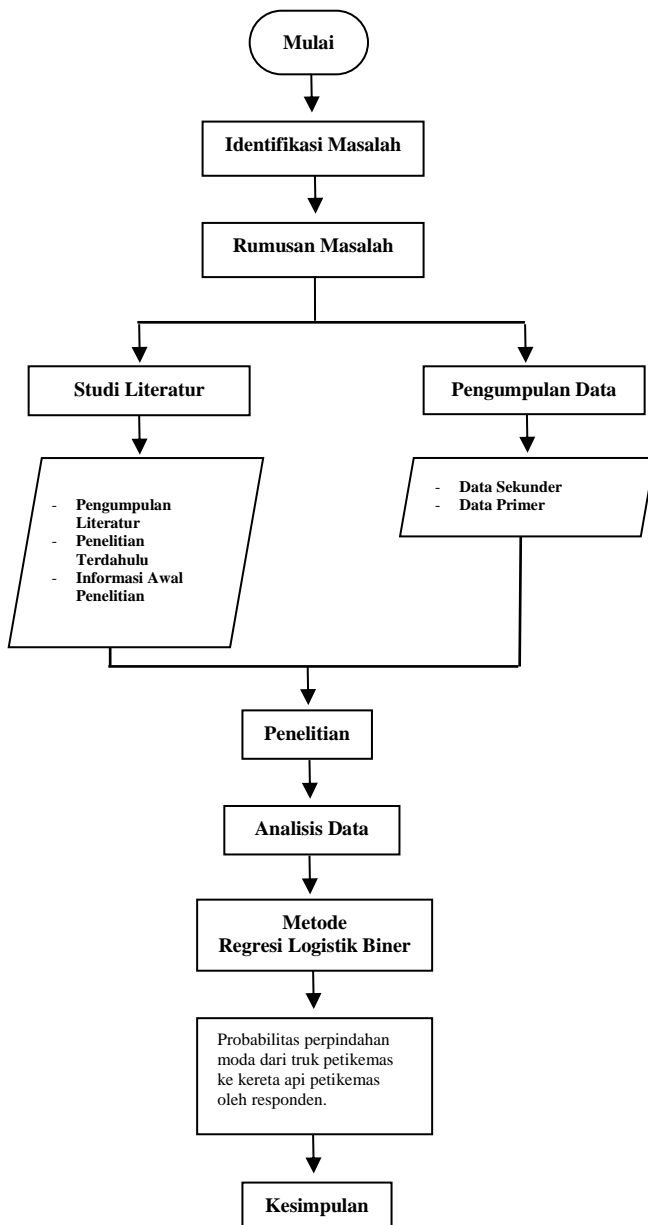 Mulai
Identifikasi Masalah
Rumusan Masalah
Studi Literatur
Pengumpulan Data
- Pengumpulan
Literatur
- Penelitian
Terdahulu
- Informasi Awal
Penelitian
- Data Sekunder
- Data Primer
Penelitian
Analisis Data
Metode
Regresi Logistik Biner
Probabilitas perpindahan
moda dari truk petikemas
ke kereta api petikemas
oleh responden.
Kesimpulan